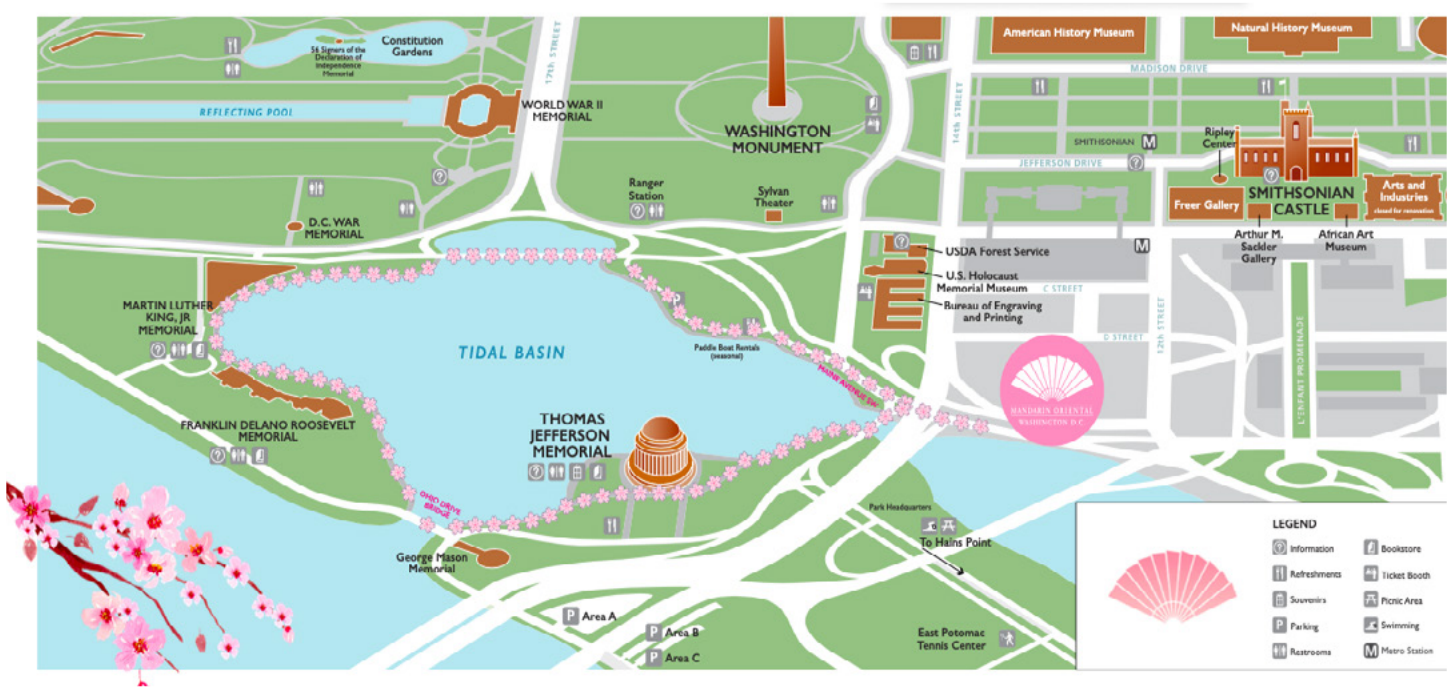 56 Signers of the
Declaration of
Independence
Memorial
Constitution
Gardens
17th STREET
REFLECTING POOL
WORLD WAR II
MEMORIAL
WASHINGTON
MONUMENT
American History Museum
Natural History Museum
MADISON DRIVE
14th STREET
SMITHSONIAN
M
JEFFERSON DRIVE
Ripley
Center
SMITHSONIAN
CASTLE
Freer Gallery
Arts and
Industries
closed for renovation
Arthur M.
Sackler
Gallery
African Art
Museum
Ranger
Station
Sylvan
Theater
D.C. WAR
MEMORIAL
USDA Forest Service
U.S. Holocaust
Memorial Museum
Bureau of Engraving
and Printing
M
C STREET
D STREET
12th STREET
L'ENFANT PROMENADE
MARTIN LUTHER
KING, JR
MEMORIAL
TIDAL BASIN
P
Paddle Boat Rentals
(seasonal)
MAINE AVENUE SW
MANDARIN ORIENTAL
WASHINGTON D.C.
FRANKLIN DELANO ROOSEVELT
MEMORIAL
THOMAS
JEFFERSON
MEMORIAL
OHIO DRIVE
BRIDGE
George Mason
Memorial
Park Headquarters
To Hains Point
P Area A
P Area B
P Area C
East Potomac
Tennis Center
LEGEND
? Information
Refreshments
Souvenirs
P Parking
Restrooms
Bookstore
Ticket Booth
Picnic Area
Swimming
M Metro Station